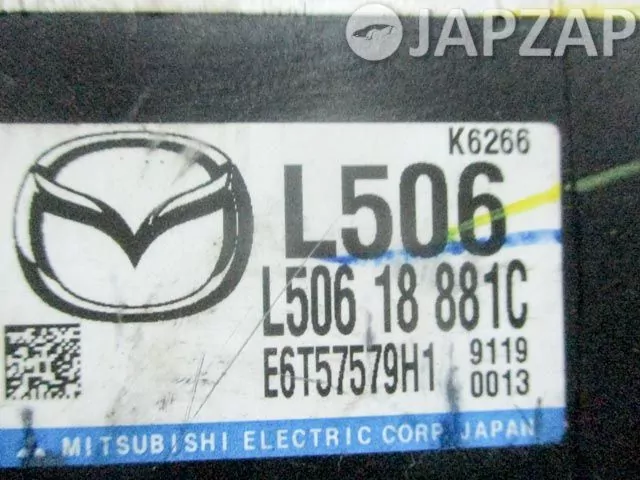 JAPZAP
K6266
L506
L506 18 881C
E6T57579H1 9119
0013
MITSUBISHI ELECTRIC CORP. JAPAN